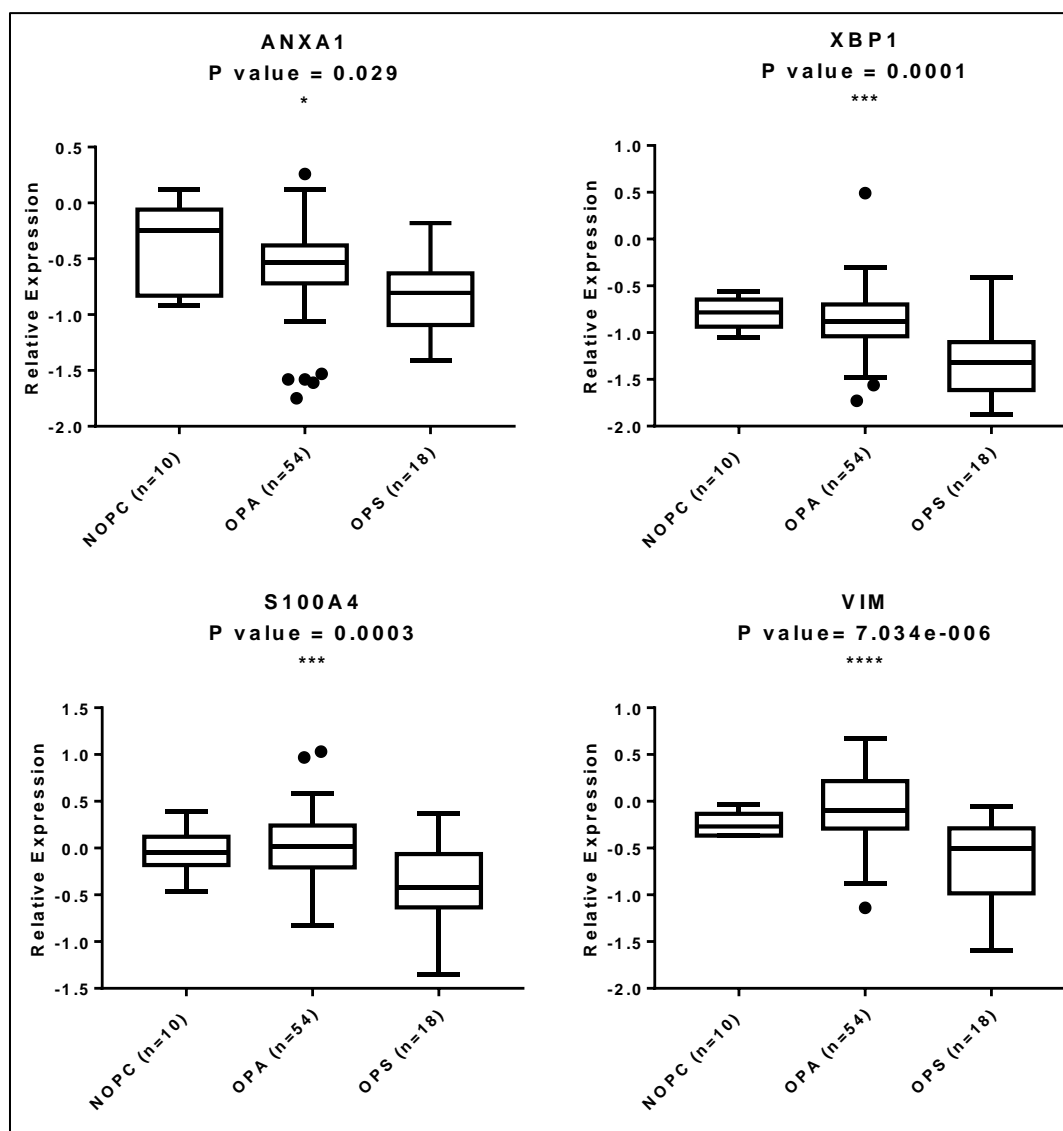 ANXA1
P value = 0.029
*
Relative Expression
0.5
0.0
-0.5
-1.0
-1.5
-2.0
NOPC (n=10)
OPA (n=54)
OPS (n=18)
XBP1
P value = 0.0001
***
Relative Expression
1.0
0.5
0.0
-0.5
-1.0
-1.5
-2.0
NOPC (n=10)
OPA (n=54)
OPS (n=18)
S100A4
P value = 0.0003
***
Relative Expression
1.5
1.0
0.5
0.0
-0.5
-1.0
-1.5
NOPC (n=10)
OPA (n=54)
OPS (n=18)
VIM
P value= 7.034e-006
****
Relative Expression
1.0
0.5
0.0
-0.5
-1.0
-1.5
-2.0
NOPC (n=10)
OPA (n=54)
OPS (n=18)